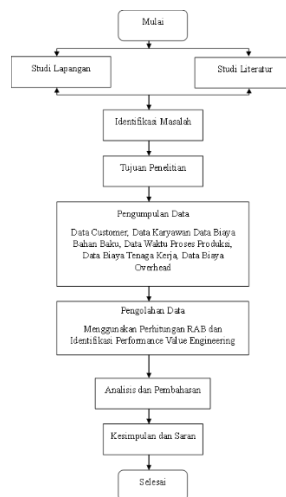 Mulai
Studi Lapangan
Studi Literatur
Identifikasi Masalah
Tujuan Penelitian
Pengumpulan Data
Data Customer, Data Karyawan Data Biaya
Bahan Baku, Data Waktu Proses Produksi,
Data Biaya Tenaga Kerja, Data Biaya
Overhead
Pengolahan Data
Menggunakan Perhitungan RAB dan
Identifikasi Performance Value Engineering
Analisis dan Pembahasan
Kesimpulan dan Saran
Selesai